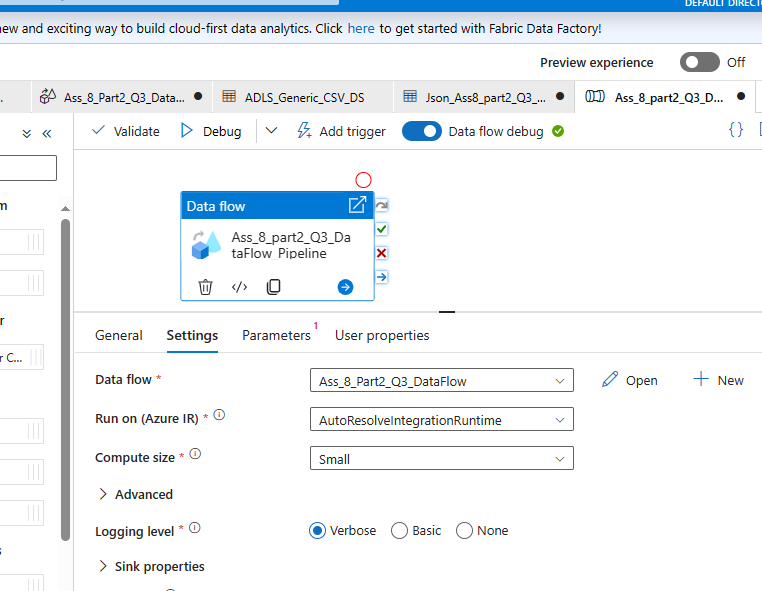 DEFAULT DIRECTO
new and exciting way to build cloud-first data analytics. Click here to get started with Fabric Data Factory!
Preview experience Off
Ass_8_Part2_Q3_Data... ADLS_Generic_CSV_DS Json_Ass8_part2_Q3_... Ass_8_part2_Q3_D...
Validate Debug Add trigger Data flow debug { }
m
Data flow
Ass_8_part2_Q3_Da
taFlow_Pipeline
r
r C...
General Settings Parameters 1 User properties
Data flow * Ass_8_Part2_Q3_DataFlow Open New
Run on (Azure IR) * AutoResolveIntegrationRuntime
Compute size * Small
Advanced
Logging level * Verbose Basic None
s
Sink properties